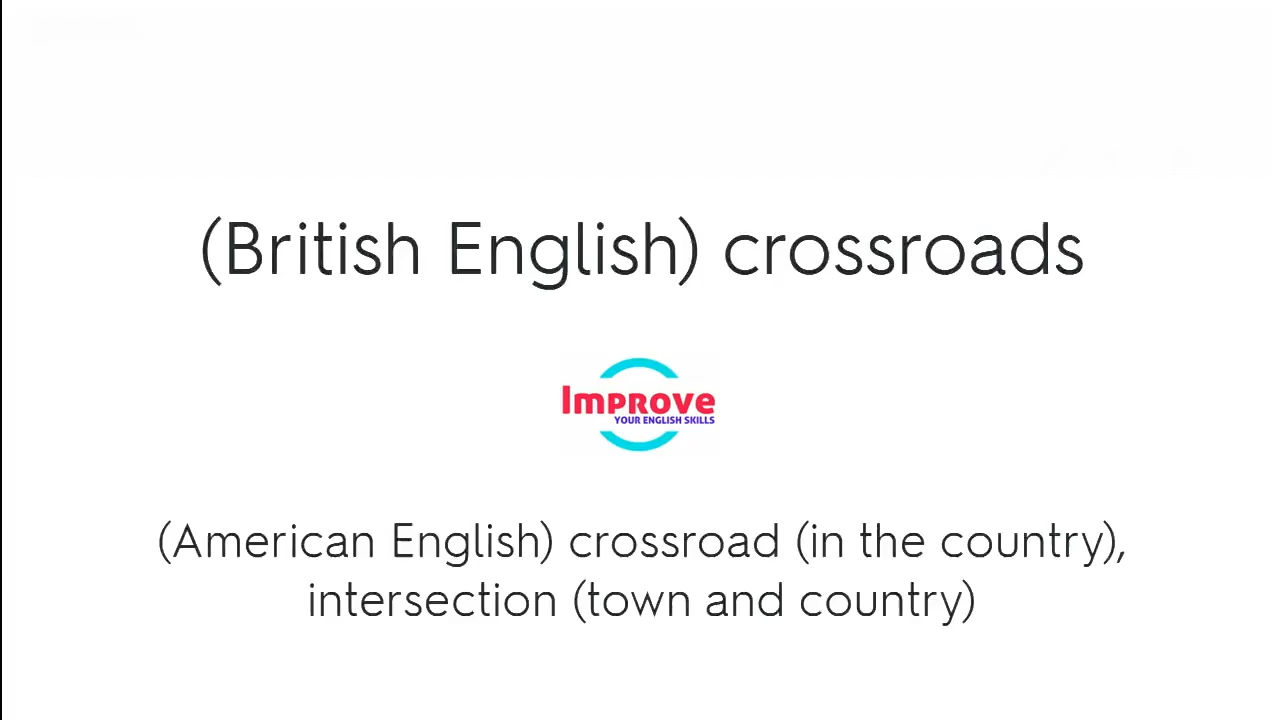 (British English) crossroads
Improve
YOUR ENGLISH SKILLS
(American English) crossroad (in the country),
intersection (town and country)